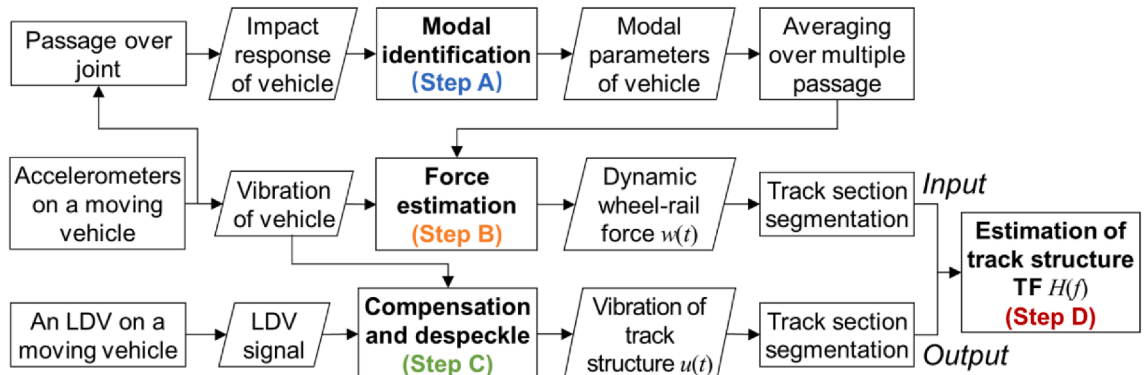 Passage over
joint
Impact
response
of vehicle
Modal
identification
(Step A)
Modal
parameters
of vehicle
Averaging
over multiple
passage
Accelerometers
on a moving
vehicle
Vibration
of vehicle
Force
estimation
(Step B)
Dynamic
wheel-rail
force w(t)
Track section
segmentation
Input
Estimation of
track structure
TF H(f)
(Step D)
An LDV on a
moving vehicle
LDV
signal
Compensation
and despeckle
(Step C)
Vibration of
track
structure u(t)
Track section
segmentation
Output